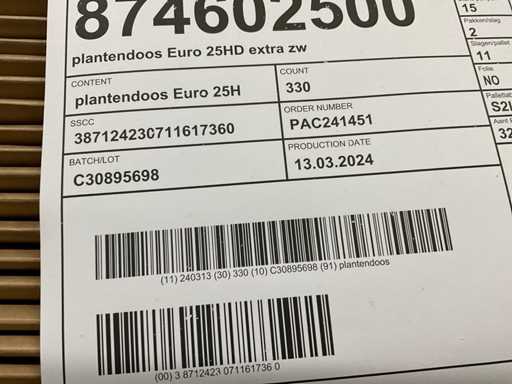 874602500
plantendoos Euro 25HD extra zw
CONTENT
plantendoos Euro 25H
COUNT
330
SSCC
387124230711617360
ORDER NUMBER
PAC241451
BATCH/LOT
C30895698
PRODUCTION DATE
13.03.2024
15
Pakken/slag
2
Slagen/pallet
11
Folie
NO
(11) 240313 (30) 330 (10) C30895698 (91) plantendoos
(00) 3 8712423 071161736 0